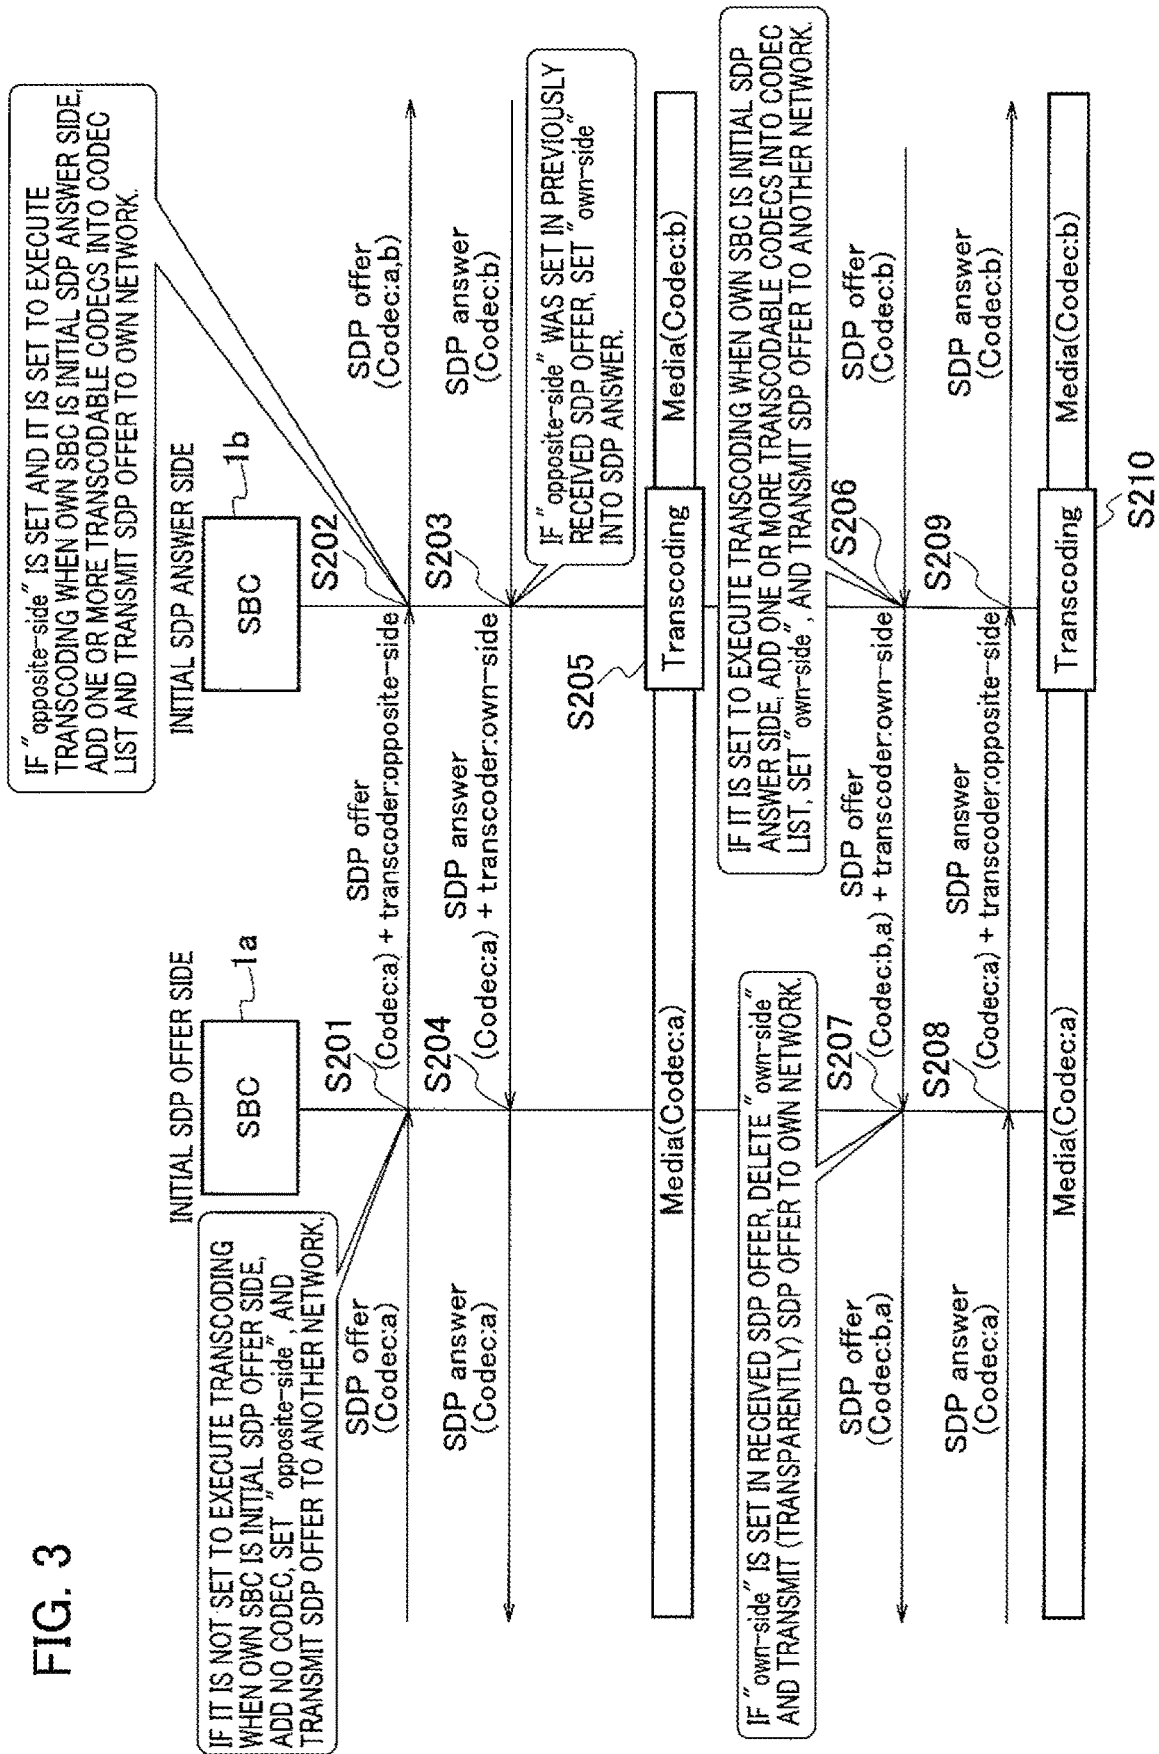 FIG. 3
IF IT IS NOT SET TO EXECUTE TRANSCODING
WHEN OWN SBC IS INITIAL SDP OFFER SIDE,
ADD NO CODEC, SET "opposite-side", AND
TRANSMIT SDP OFFER TO ANOTHER NETWORK.
INITIAL SDP OFFER SIDE
SBC
1a
IF "opposite-side" IS SET AND IT IS SET TO EXECUTE
TRANSCODING WHEN OWN SBC IS INITIAL SDP ANSWER SIDE,
ADD ONE OR MORE TRANSCODABLE CODECS INTO CODEC
LIST AND TRANSMIT SDP OFFER TO OWN NETWORK.
INITIAL SDP ANSWER SIDE
SBC
1b
SDP offer
(Codec:a)
S201
SDP offer
(Codec:a) + transcoder:opposite-side
S202
SDP offer
(Codec:a,b)
SDP answer
(Codec:a)
S204
SDP answer
(Codec:a) + transcoder:own-side
S203
SDP answer
(Codec:b)
IF "opposite-side" WAS SET IN PREVIOUSLY
RECEIVED SDP OFFER, SET "own-side"
INTO SDP ANSWER.
S205
Media(Codec:a)
Transcoding
Media(Codec:b)
IF "own-side" IS SET IN RECEIVED SDP OFFER, DELETE "own-side"
AND TRANSMIT (TRANSPARENTLY) SDP OFFER TO OWN NETWORK.
IF IT IS SET TO EXECUTE TRANSCODING WHEN OWN SBC IS INITIAL SDP
ANSWER SIDE, ADD ONE OR MORE TRANSCODABLE CODECS INTO CODEC
LIST, SET "own-side", AND TRANSMIT SDP OFFER TO ANOTHER NETWORK.
SDP offer
(Codec:b,a)
S207
SDP offer
(Codec:b,a) + transcoder:own-side
S206
SDP offer
(Codec:b)
SDP answer
(Codec:a)
S208
SDP answer
(Codec:a) + transcoder:opposite-side
S209
SDP answer
(Codec:b)
Media(Codec:a)
Transcoding
Media(Codec:b)
S210